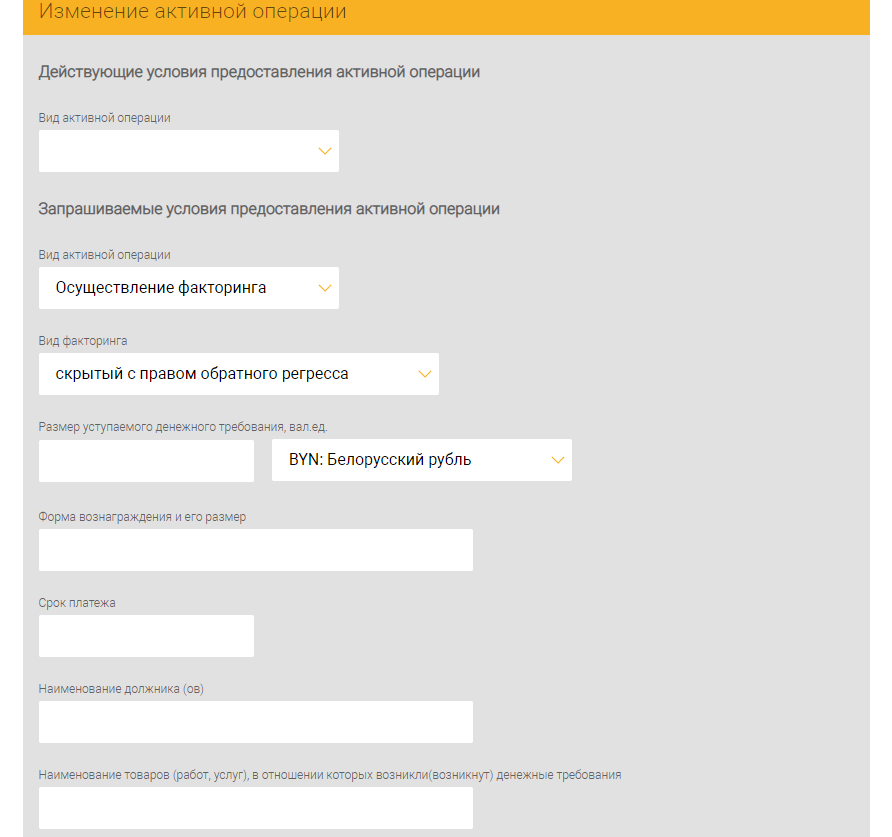 Изменение активной операции
Действующие условия предоставления активной операции
Вид активной операции
Запрашиваемые условия предоставления активной операции
Вид активной операции
Осуществление факторинга
Вид факторинга
скрытый с правом обратного регресса
Размер уступаемого денежного требования, вал.ед.
BYN: Белорусский рубль
Форма вознаграждения и его размер
Срок платежа
Наименование должника (ов)
Наименование товаров (работ, услуг), в отношении которых возникли(возникнут) денежные требования